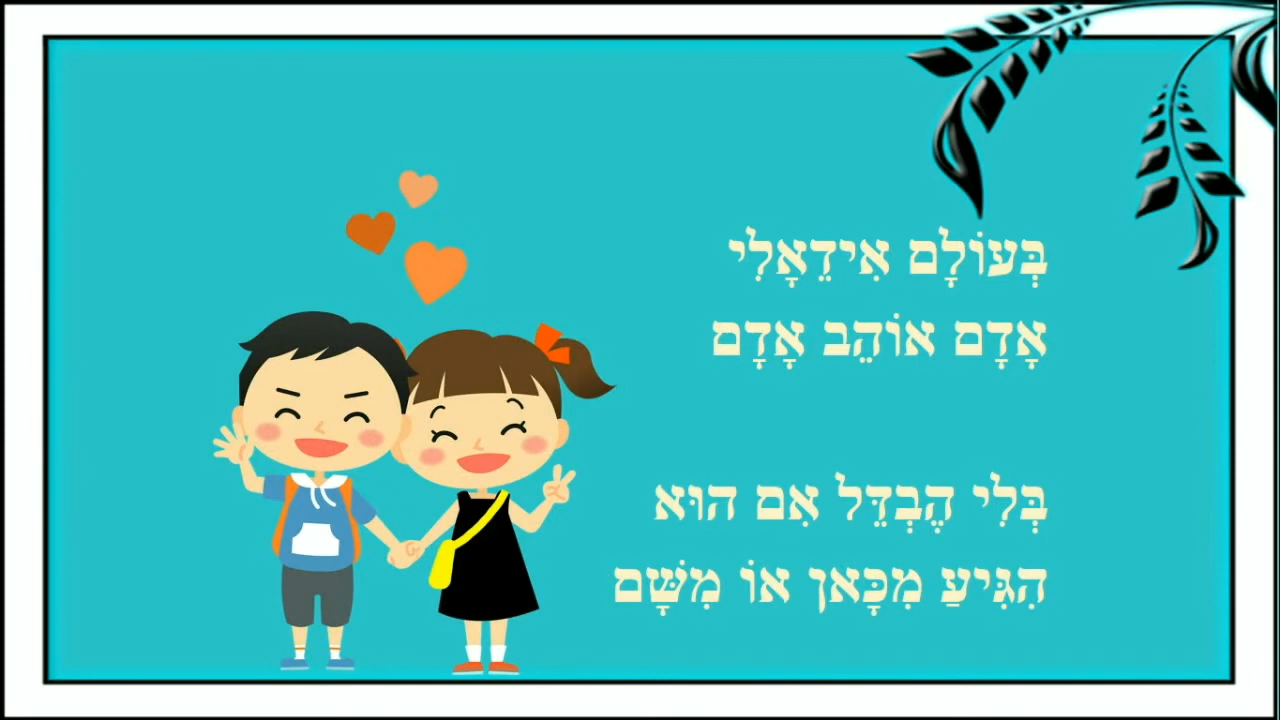 בְּעוֹלָם אִידֵאָלִי
אָדָם אוֹהֵב אָדָם
בְּלִי הֶבְדֵּל אִם הוּא
הִגִּיעַ מִכָּאן אוֹ מִשָּׁם